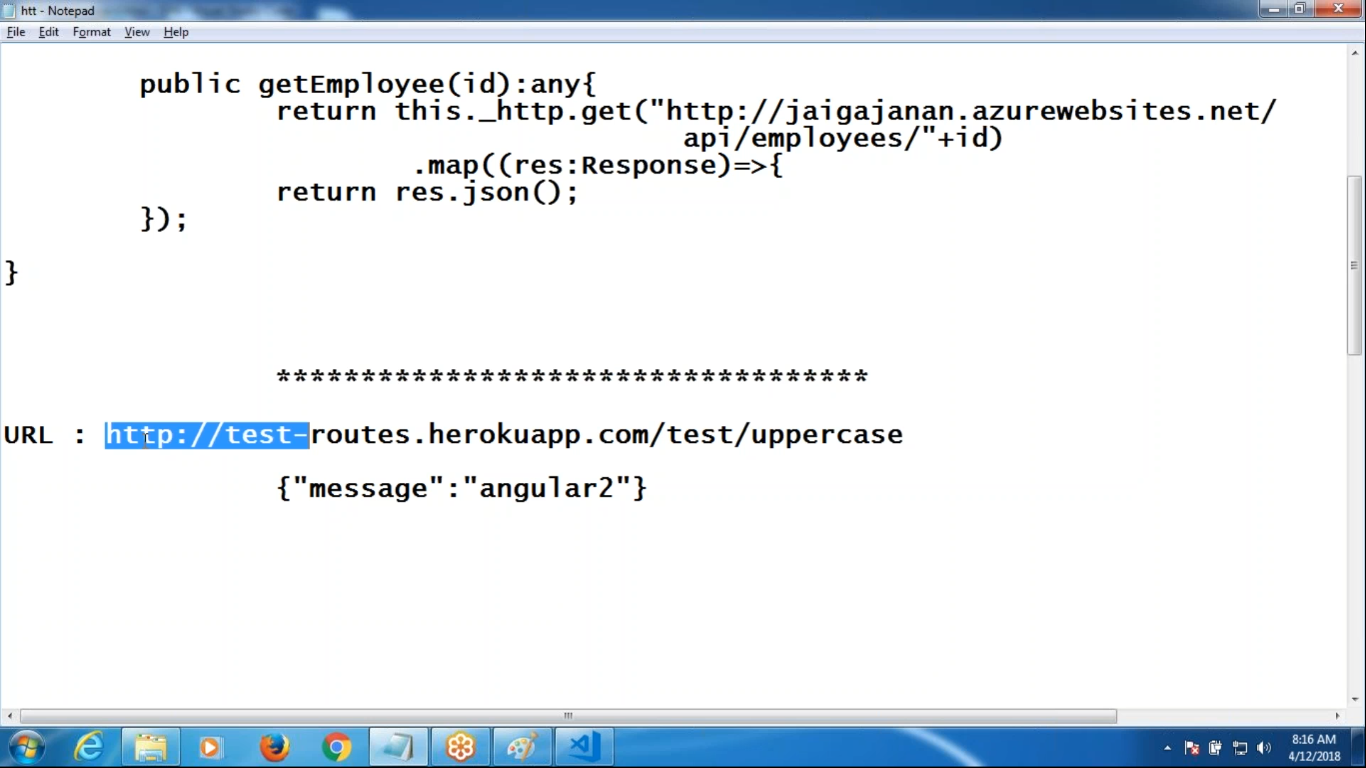 htt - Notepad
File Edit Format View Help
public getEmployee(id):any{
return this._http.get("http://jaigajanan.azurewebsites.net/
api/employees/"+id)
.map((res:Response)=>{
return res.json();
});
}
***********************************
URL : http://test-routes.herokuapp.com/test/uppercase
{"message":"angular2"}
8:16 AM
4/12/2018